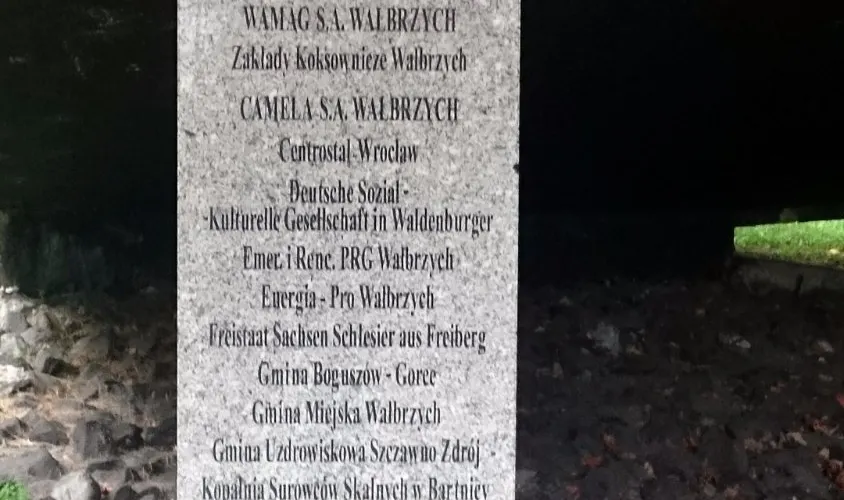 WAMAG S.A. WAŁBRZYCH
Zakłady Koksownicze Wałbrzych
CAMELA S.A. WAŁBRZYCH
Centrostal-Wrocław
Deutsche Sozial -
-Kulturelle Gesellschaft in Waldenburger
Emer. i Renc. PRG Wałbrzych
Energia - Pro Wałbrzych
Freistaat Sachsen Schlesier aus Freiberg
Gmina Boguszów - Gorce
Gmina Miejska Wałbrzych
Gmina Uzdrowiskowa Szczawno Zdrój -
Kopalnia Surowców Skalnych w Bartnicy